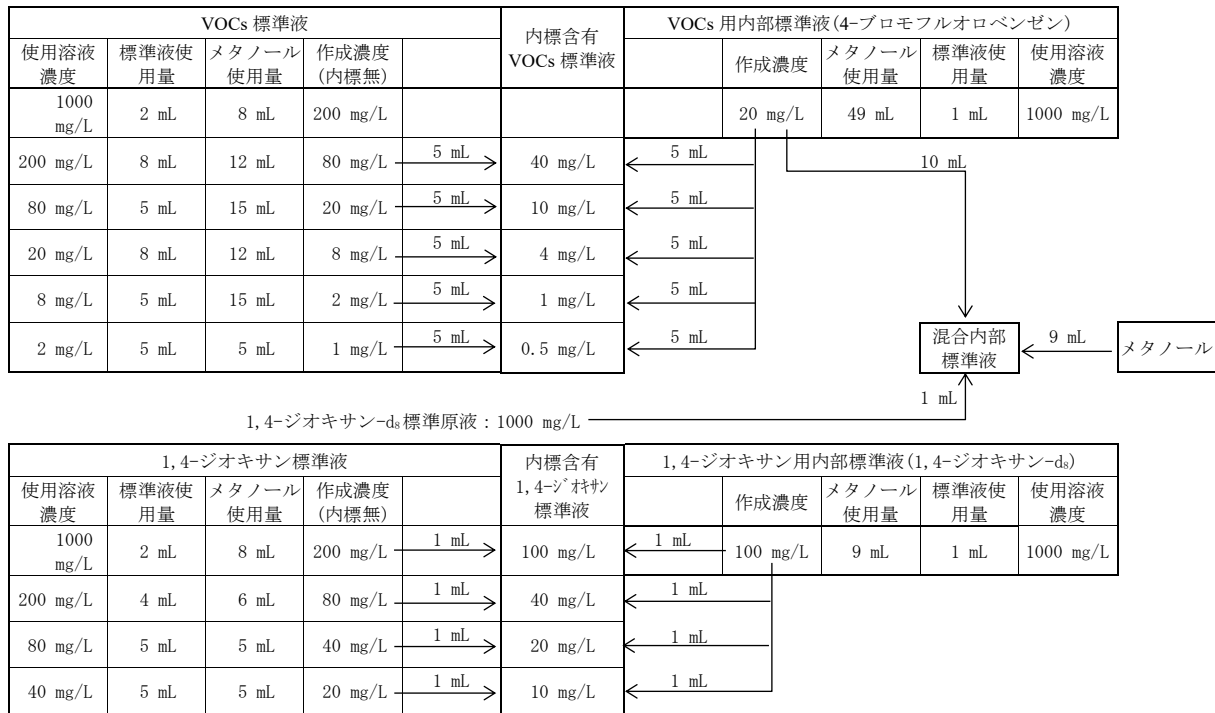 VOCs 標準液
内標含有
VOCs 標準液
VOCs 用内部標準液(4-ブロモフルオロベンゼン)
使用溶液
濃度
標準液使
用量
メタノール
使用量
作成濃度
(内標無)
作成濃度
メタノール
使用量
標準液使
用量
使用溶液
濃度
1000
mg/L
2 mL
8 mL
200 mg/L
20 mg/L
49 mL
1 mL
1000 mg/L
200 mg/L
8 mL
12 mL
80 mg/L
5 mL
40 mg/L
5 mL
10 mL
80 mg/L
5 mL
15 mL
20 mg/L
5 mL
10 mg/L
5 mL
20 mg/L
8 mL
12 mL
8 mg/L
5 mL
4 mg/L
5 mL
8 mg/L
5 mL
15 mL
2 mg/L
5 mL
1 mg/L
5 mL
2 mg/L
5 mL
5 mL
1 mg/L
5 mL
0.5 mg/L
5 mL
混合内部
標準液
9 mL
メタノール
1 mL
1,4-ジオキサン-d₈標準原液：1000 mg/L
1,4-ジオキサン標準液
内標含有
1,4-ｼﾞｵｷｻﾝ
標準液
1,4-ジオキサン用内部標準液(1,4-ジオキサン-d₈)
使用溶液
濃度
標準液使
用量
メタノール
使用量
作成濃度
(内標無)
作成濃度
メタノール
使用量
標準液使
用量
使用溶液
濃度
1000
mg/L
2 mL
8 mL
200 mg/L
1 mL
100 mg/L
1 mL
100 mg/L
9 mL
1 mL
1000 mg/L
200 mg/L
4 mL
6 mL
80 mg/L
1 mL
40 mg/L
1 mL
80 mg/L
5 mL
5 mL
40 mg/L
1 mL
20 mg/L
1 mL
40 mg/L
5 mL
5 mL
20 mg/L
1 mL
10 mg/L
1 mL